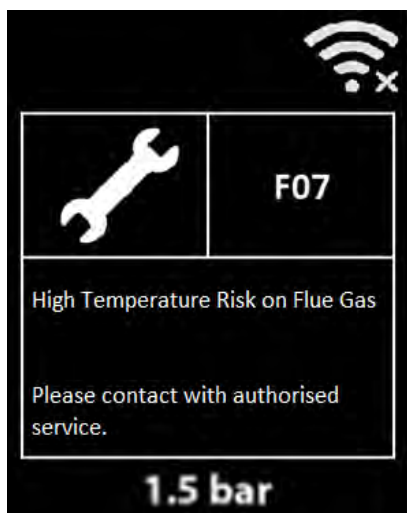 F07
High Temperature Risk on Flue Gas
Please contact with authorised
service.
1.5 bar